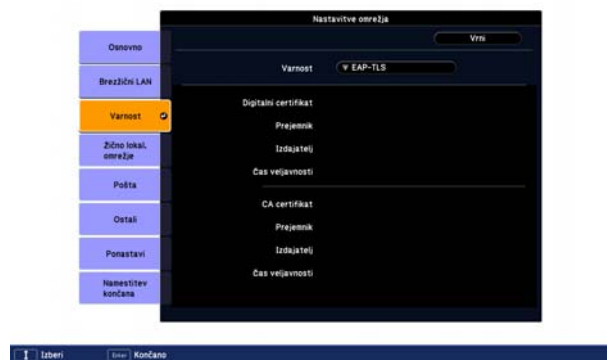 Nastavitve omrežja
Vrni
Osnovno
Brezžični LAN
Varnost
Žično lokal. omrežje
Pošta
Ostali
Ponastavi
Namestitev končana
Varnost EAP-TLS
Digitalni certifikat
Prejemnik
Izdajatelj
Čas veljavnosti
CA certifikat
Prejemnik
Izdajatelj
Čas veljavnosti
Izberi Enter Končano